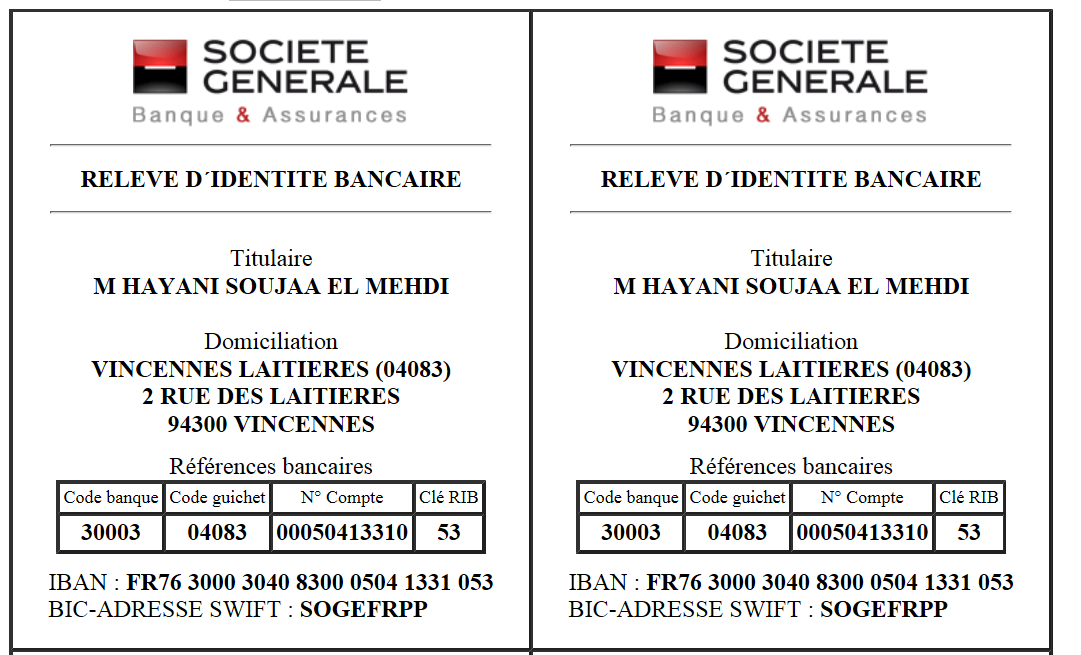 SOCIETE
GENERALE
Banque & Assurances
RELEVE D´IDENTITE BANCAIRE
Titulaire
M HAYANI SOUJAA EL MEHDI
Domiciliation
VINCENNES LAITIERES (04083)
2 RUE DES LAITIERES
94300 VINCENNES
Références bancaires
Code banque Code guichet N° Compte Clé RIB
30003 04083 00050413310 53
IBAN : FR76 3000 3040 8300 0504 1331 053
BIC-ADRESSE SWIFT : SOGEFRPP
SOCIETE
GENERALE
Banque & Assurances
RELEVE D´IDENTITE BANCAIRE
Titulaire
M HAYANI SOUJAA EL MEHDI
Domiciliation
VINCENNES LAITIERES (04083)
2 RUE DES LAITIERES
94300 VINCENNES
Références bancaires
Code banque Code guichet N° Compte Clé RIB
30003 04083 00050413310 53
IBAN : FR76 3000 3040 8300 0504 1331 053
BIC-ADRESSE SWIFT : SOGEFRPP